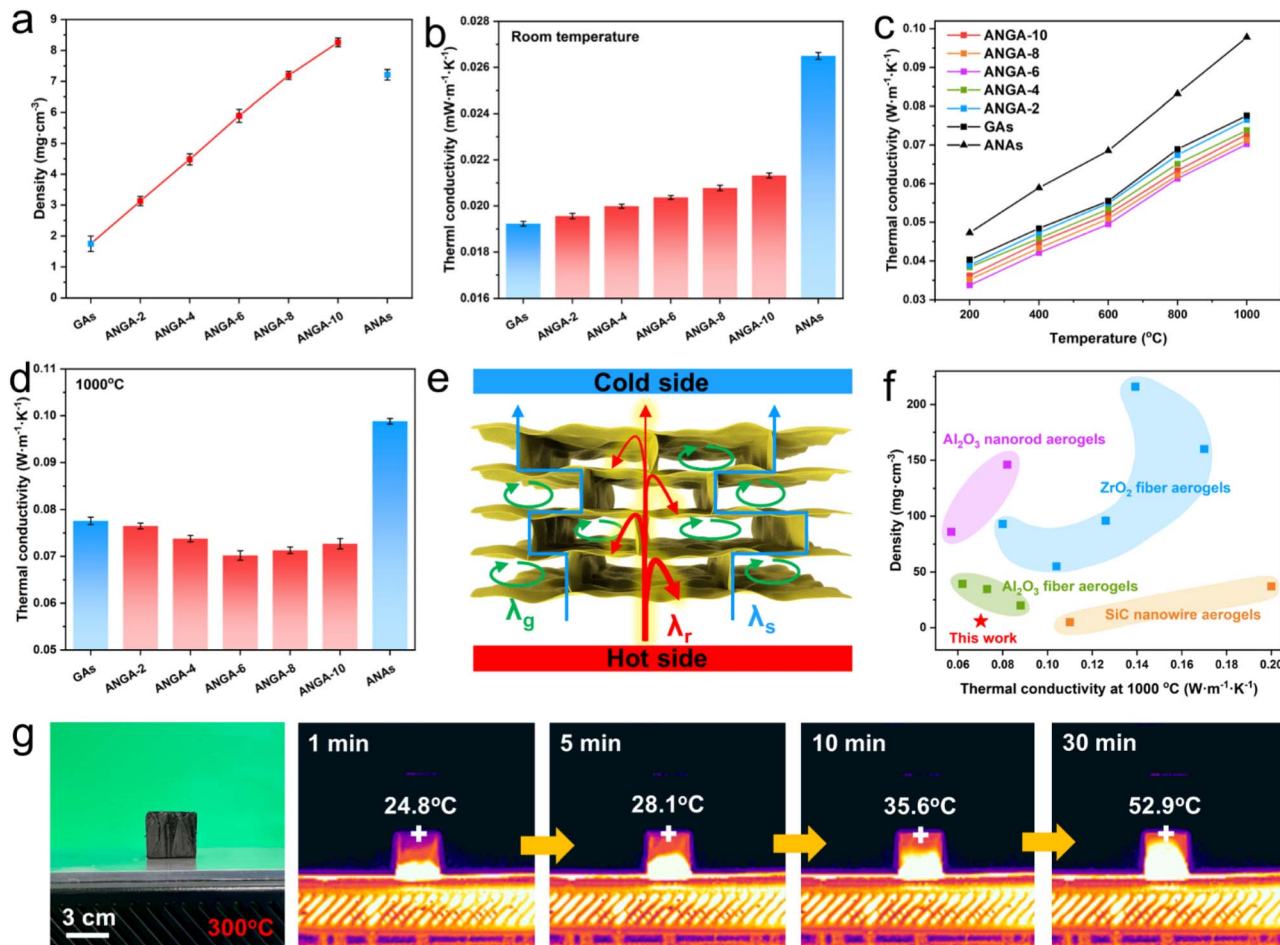 a
Density (mg·cm⁻³)
9
8
7
6
5
4
3
2
1
0
GAs
ANGA-2
ANGA-4
ANGA-6
ANGA-8
ANGA-10
ANAs
b
Room temperature
Therml conductivity (mW·m⁻¹·K⁻¹)
0.028
0.026
0.024
0.022
0.020
0.018
0.016
GAs
ANGA-2
ANGA-4
ANGA-6
ANGA-8
ANGA-10
ANAs
c
Thermal conductivity (W·m⁻¹·K⁻¹)
0.10
0.09
0.08
0.07
0.06
0.05
0.04
0.03
ANGA-10
ANGA-8
ANGA-6
ANGA-4
ANGA-2
GAs
ANAs
200
400
600
800
1000
Temperature (°C)
d
1000°C
Thermal conductivity (W·m⁻¹·K⁻¹)
0.11
0.10
0.09
0.08
0.07
0.06
0.05
GAs
ANGA-2
ANGA-4
ANGA-6
ANGA-8
ANGA-10
ANAs
e
Cold side
λg
λr
λs
Hot side
f
Density (mg·cm⁻³)
200
150
100
50
0
Al₂O₃ nanorod aerogels
ZrO₂ fiber aerogels
Al₂O₃ fiber aerogels
SiC nanowire aerogels
This work
0.06
0.08
0.10
0.12
0.14
0.16
0.18
0.20
Thermal conductivity at 1000 °C (W·m⁻¹·K⁻¹)
g
3 cm
300°C
1 min
24.8°C
5 min
28.1°C
10 min
35.6°C
30 min
52.9°C